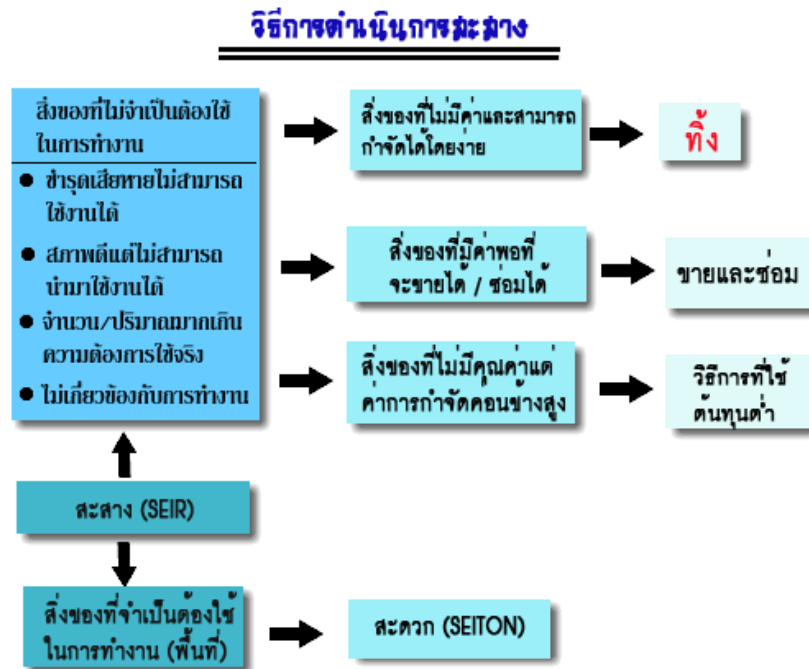 วิธีการดำเนินการสะสาง
สิ่งของที่ไม่จำเป็นต้องใช้
ในการทำงาน
● ชำรุดเสียหายไม่สามารถ
ใช้งานได้
● สภาพดีแต่ไม่สามารถ
นำมาใช้งานได้
● จำนวน/ปริมาณมากเกิน
ความต้องการใช้จริง
● ไม่เกี่ยวข้องกับการทำงาน
สิ่งของที่ไม่มีค่าและสามารถ
กำจัดได้โดยง่าย
ทิ้ง
สิ่งของที่มีค่าพอที่
จะขายได้ / ซ่อมได้
ขายและซ่อม
สิ่งของที่ไม่มีคุณค่าแต่
ค่าการกำจัดคอนข้างสูง
วิธีการที่ใช้
ต้นทุนต่ำ
สะสาง (SEIR)
สิ่งของที่จำเป็นต้องใช้
ในการทำงาน (พื้นที่)
สะดวก (SEITON)